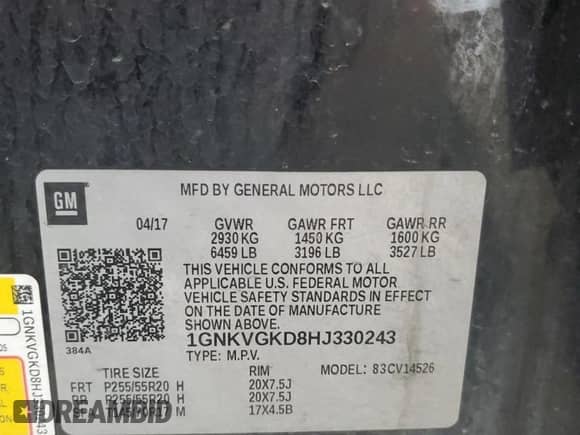 GM
MFD BY GENERAL MOTORS LLC
04/17 GVWR GAWR FRT GAWR RR
2930 KG 1450 KG 1600 KG
6459 LB 3196 LB 3527 LB
THIS VEHICLE CONFORMS TO ALL
APPLICABLE U.S. FEDERAL MOTOR
VEHICLE SAFETY STANDARDS IN EFFECT
ON THE DATE OF MANUFACTURE
SHOWN ABOVE.
384A
1GNKVGKD8HJ330243
TYPE: M.P.V. MODEL: 83CV14526
TIRE SIZE RIM
FRT P255/55R20 H 20X7.5J
RR P255/55R20 H 20X7.5J
M 17X4.5B
EPIC.VIN